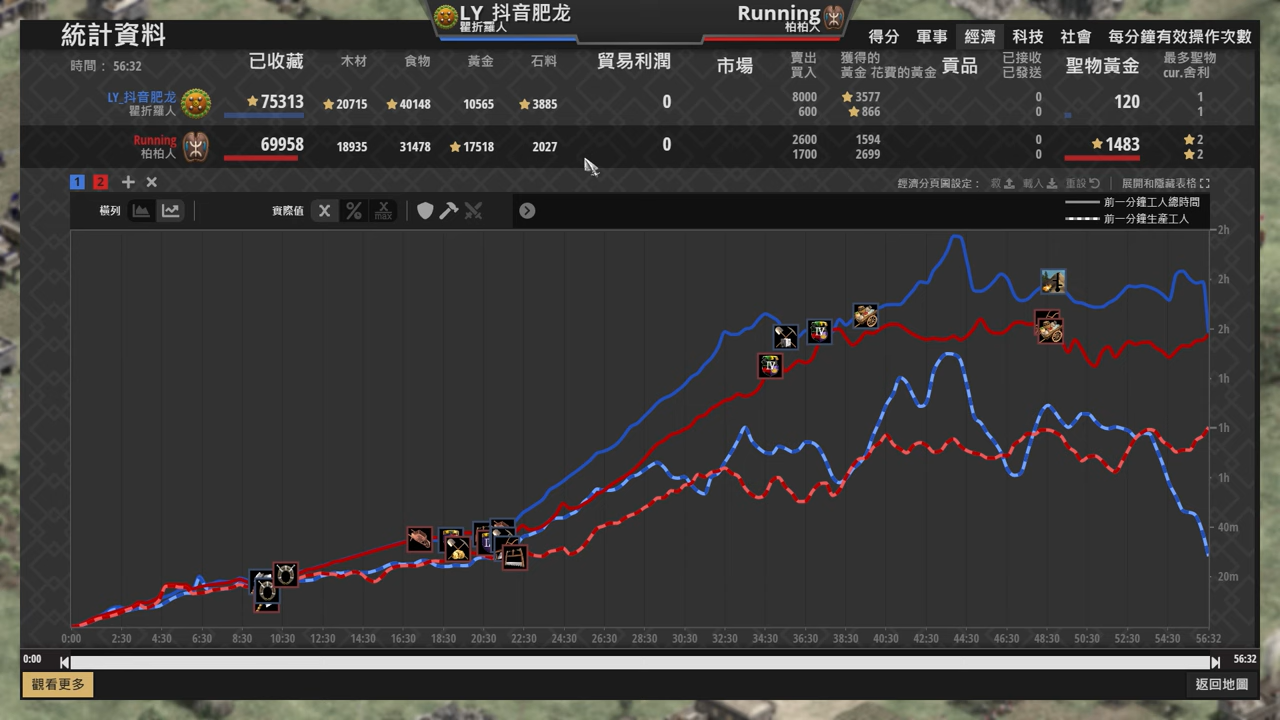 LY_抖音肥龙
瞿折羅人
Running
柏柏人
統計資料
得分 軍事 經濟 科技 社會 每分鐘有效操作次數
時間： 56:32
已收藏 木材 食物 黃金 石料 貿易利潤 市場
賣出
買入
獲得的
黃金 花費的黃金
貢品
已接收
已發送
聖物黃金
最多聖物
cur.舍利
LY_抖音肥龙
瞿折羅人
75313 20715 40148 10565 3885 0
8000 3577 0 120 1
600 866 0 1
Running
柏柏人
69958 18935 31478 17518 2027 0
2600 1594 0 1483 2
1700 2699 0 2
1 2
經濟分頁圖設定： 救 載入 重設 展開和隱藏表格
橫列 實際值 X % X
max
前一分鐘工人總時間
前一分鐘生產工人
2h
2h
2h
1h
1h
1h
40m
20m
IV
IV
0:00 2:30 4:30 6:30 8:30 10:30 12:30 14:30 16:30 18:30 20:30 22:30 24:30 26:30 28:30 30:30 32:30 34:30 36:30 38:30 40:30 42:30 44:30 46:30 48:30 50:30 52:30 54:30 56:32
0:00 56:32
觀看更多 返回地圖